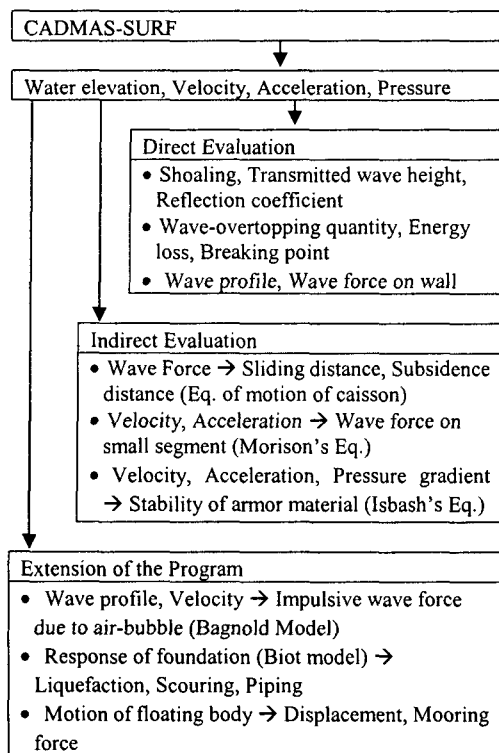 CADMAS-SURF
Water elevation, Velocity, Acceleration, Pressure
Direct Evaluation
• Shoaling, Transmitted wave height,
Reflection coefficient
• Wave-overtopping quantity, Energy
loss, Breaking point
• Wave profile, Wave force on wall
Indirect Evaluation
• Wave Force → Sliding distance, Subsidence
distance (Eq. of motion of caisson)
• Velocity, Acceleration → Wave force on
small segment (Morison's Eq.)
• Velocity, Acceleration, Pressure gradient
→ Stability of armor material (Isbash's Eq.)
Extension of the Program
• Wave profile, Velocity → Impulsive wave force
due to air-bubble (Bagnold Model)
• Response of foundation (Biot model) →
Liquefaction, Scouring, Piping
• Motion of floating body → Displacement, Mooring
force